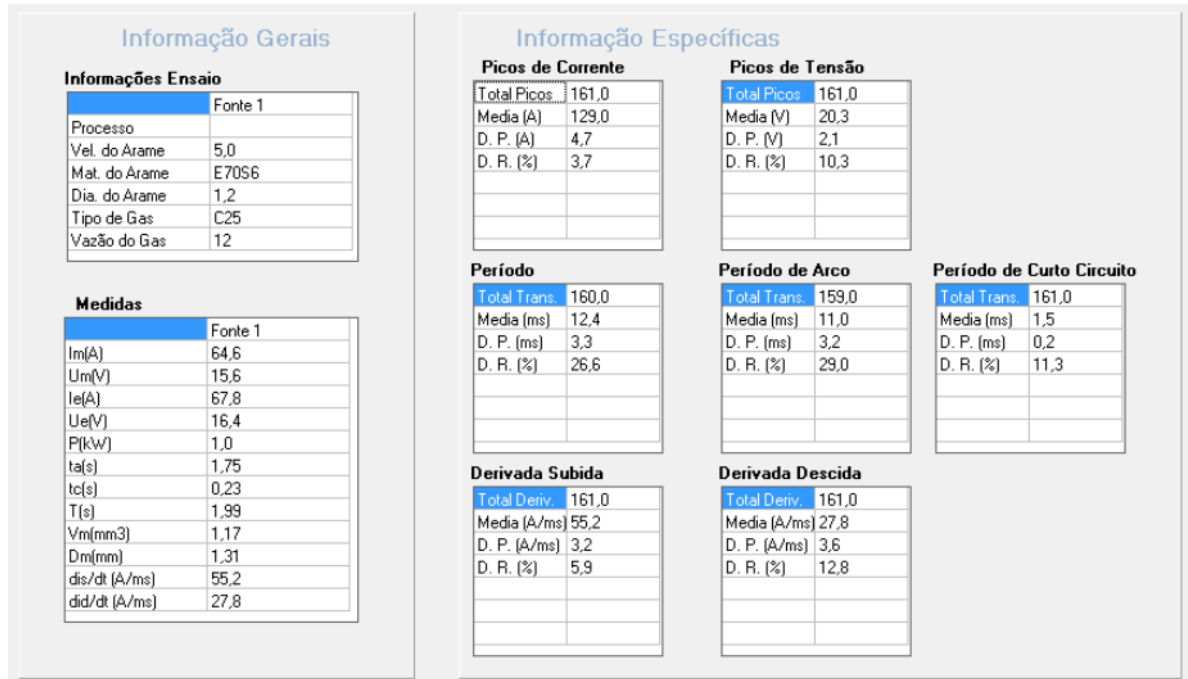 Informação Gerais
Informações Ensaio
Fonte 1
Processo
Vel. do Arame 5,0
Mat. do Arame E70S6
Dia. do Arame 1,2
Tipo de Gas C25
Vazão do Gas 12
Medidas
Fonte 1
Im(A) 64,6
Um(V) 15,6
Ie(A) 67,8
Ue(V) 16,4
P(kW) 1,0
ta(s) 1,75
tc(s) 0,23
T(s) 1,99
Vm(mm3) 1,17
Dm(mm) 1,31
dis/dt (A/ms) 55,2
did/dt (A/ms) 27,8
Informação Específicas
Picos de Corrente
Total Picos 161,0
Media (A) 129,0
D. P. (A) 4,7
D. R. (%) 3,7
Picos de Tensão
Total Picos 161,0
Media (V) 20,3
D. P. (V) 2,1
D. R. (%) 10,3
Período
Total Trans. 160,0
Media (ms) 12,4
D. P. (ms) 3,3
D. R. (%) 26,6
Período de Arco
Total Trans. 159,0
Media (ms) 11,0
D. P. (ms) 3,2
D. R. (%) 29,0
Período de Curto Circuito
Total Trans. 161,0
Media (ms) 1,5
D. P. (ms) 0,2
D. R. (%) 11,3
Derivada Subida
Total Deriv. 161,0
Media (A/ms) 55,2
D. P. (A/ms) 3,2
D. R. (%) 5,9
Derivada Descida
Total Deriv. 161,0
Media (A/ms) 27,8
D. P. (A/ms) 3,6
D. R. (%) 12,8